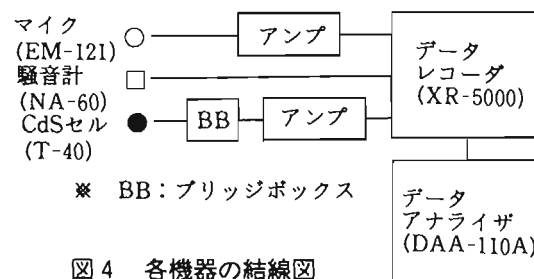 マイク
(EM-121)
騒音計
(NA-60)
CdSセル
(T-40)
アンプ
BB
アンプ
データ
レコーダ
(XR-5000)
※ BB:ブリッジボックス
データ
アナライザ
(DAA-110A)
図4 各機器の結線図